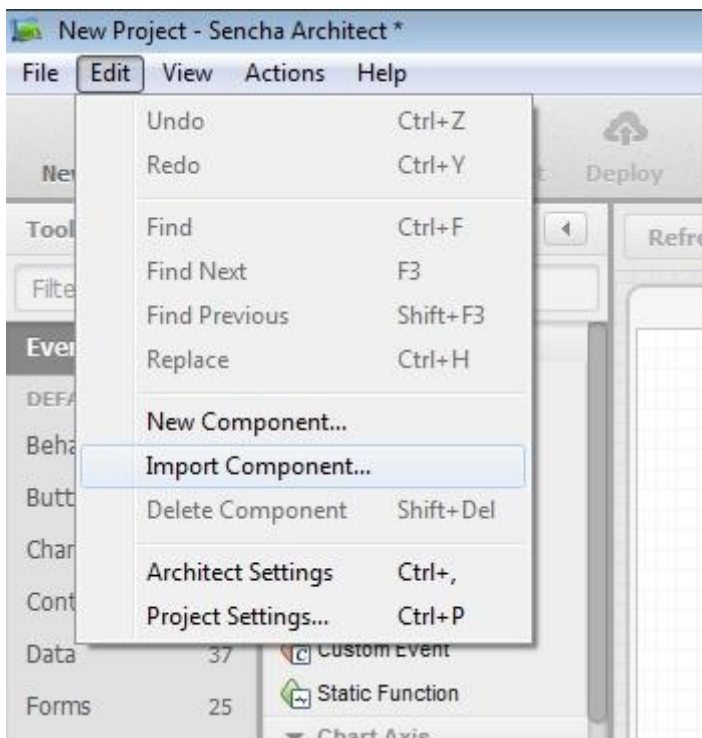 New Project - Sencha Architect *
File Edit View Actions Help
Undo Ctrl+Z
Redo Ctrl+Y
Deploy
Find Ctrl+F
Find Next F3
Find Previous Shift+F3
Replace Ctrl+H
New Component...
Import Component...
Delete Component Shift+Del
Architect Settings Ctrl+,
Project Settings... Ctrl+P
Data 37
Custom Event
Forms 25
Static Function
Chart Axis